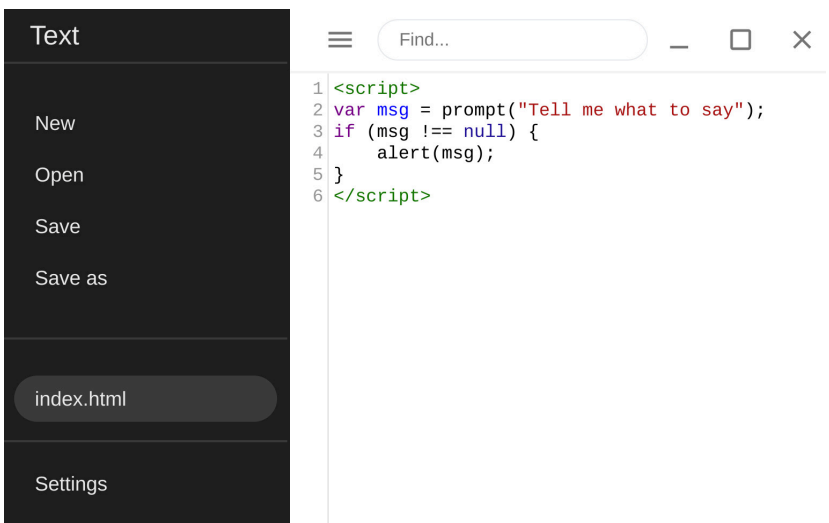 Text
New
Open
Save
Save as
index.html
Settings
Find...
1 <script>
2 var msg = prompt("Tell me what to say");
3 if (msg !== null) {
4     alert(msg);
5 }
6 </script>